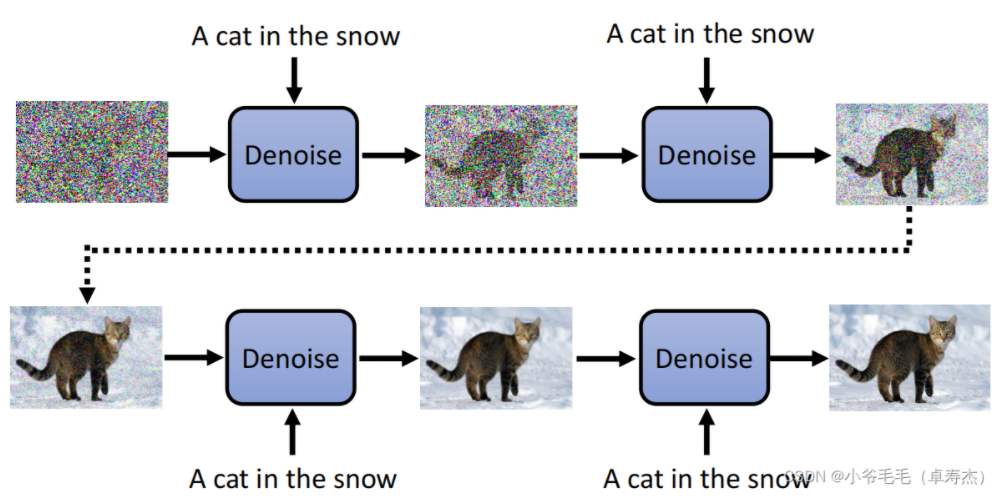 A cat in the snow
A cat in the snow
Denoise
Denoise
Denoise
Denoise
A cat in the snow
A cat in the snow
CSDN @小爷毛毛（卓寿杰）